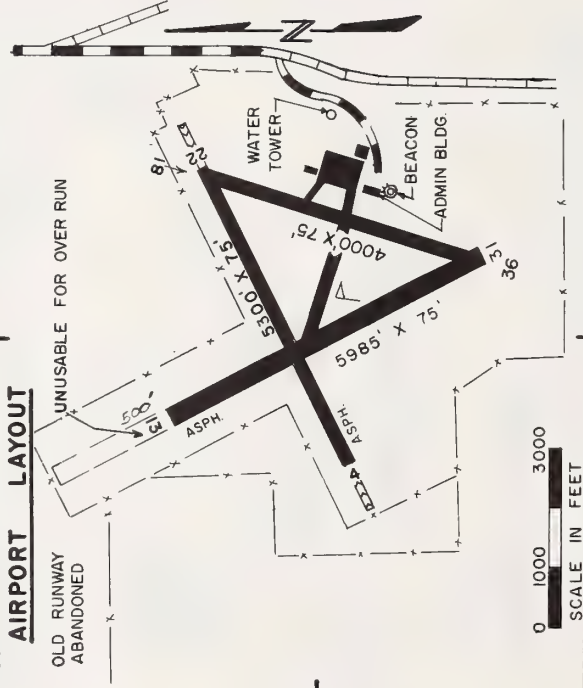 AIRPORT LAYOUT
OLD RUNWAY
ABANDONED
UNUSABLE FOR OVER RUN
500'
13
ASPH.
18
22
N
WATER
TOWER
5300' X 75'
4000' X 75'
5985' X 75'
BEACON
ADMIN BLDG.
ASPH.
4
31
36
0 1000 3000
SCALE IN FEET